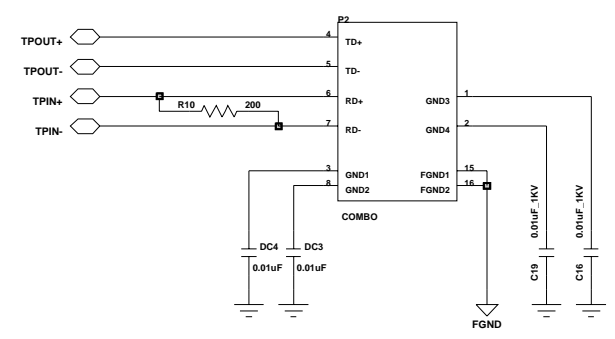 P2
TPOUT+ 4 TD+
TPOUT- 5 TD-
TPIN+ 6 RD+ GND3 1
R10 200
TPIN- 7 RD- GND4 2
3 GND1 FGND1 15
8 GND2 FGND2 16
COMBO
0.01uF_1KV
0.01uF_1KV
DC4 DC3
0.01uF 0.01uF
C19
C16
FGND